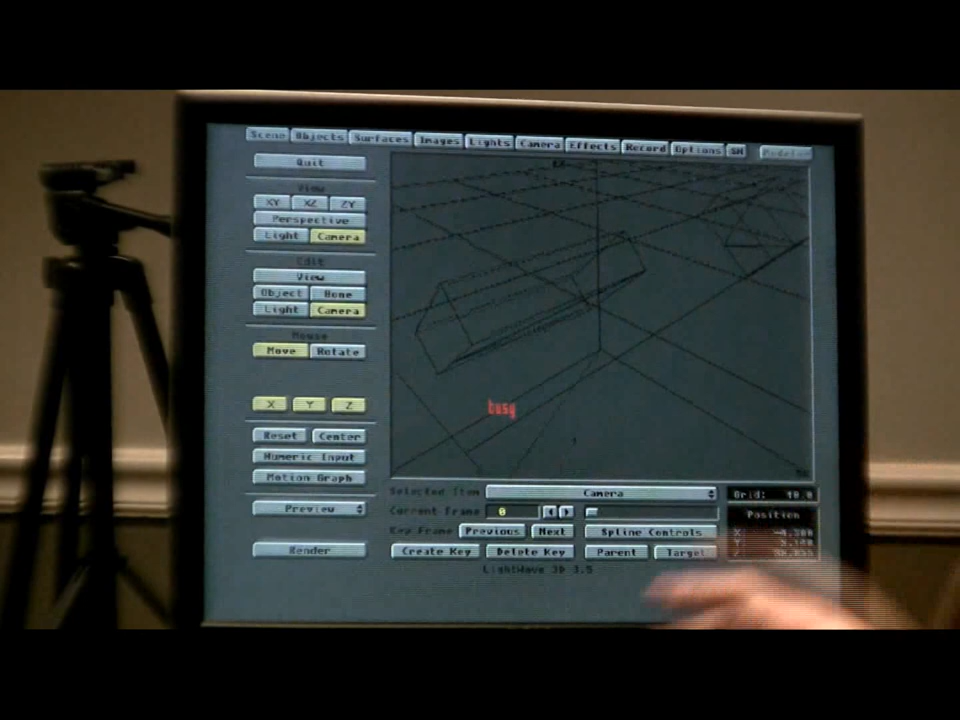 Scene Objects Surfaces Images Lights Camera Effects Record Options Modeler
Quit
View
XY XZ ZY
Perspective
Light Camera
Edit
View
Object Home
Light Camera
Mouse
Move Rotate
X Y Z
Reset Center
Numeric Input
Motion Graph
Preview
Render
busy
Selected Item Camera
Current Frame 0
Key Frame Previous Next Spline Controls
Create Key Delete Key Parent Target
LightWave 3D 3.5
Grid:
Position
X
Y